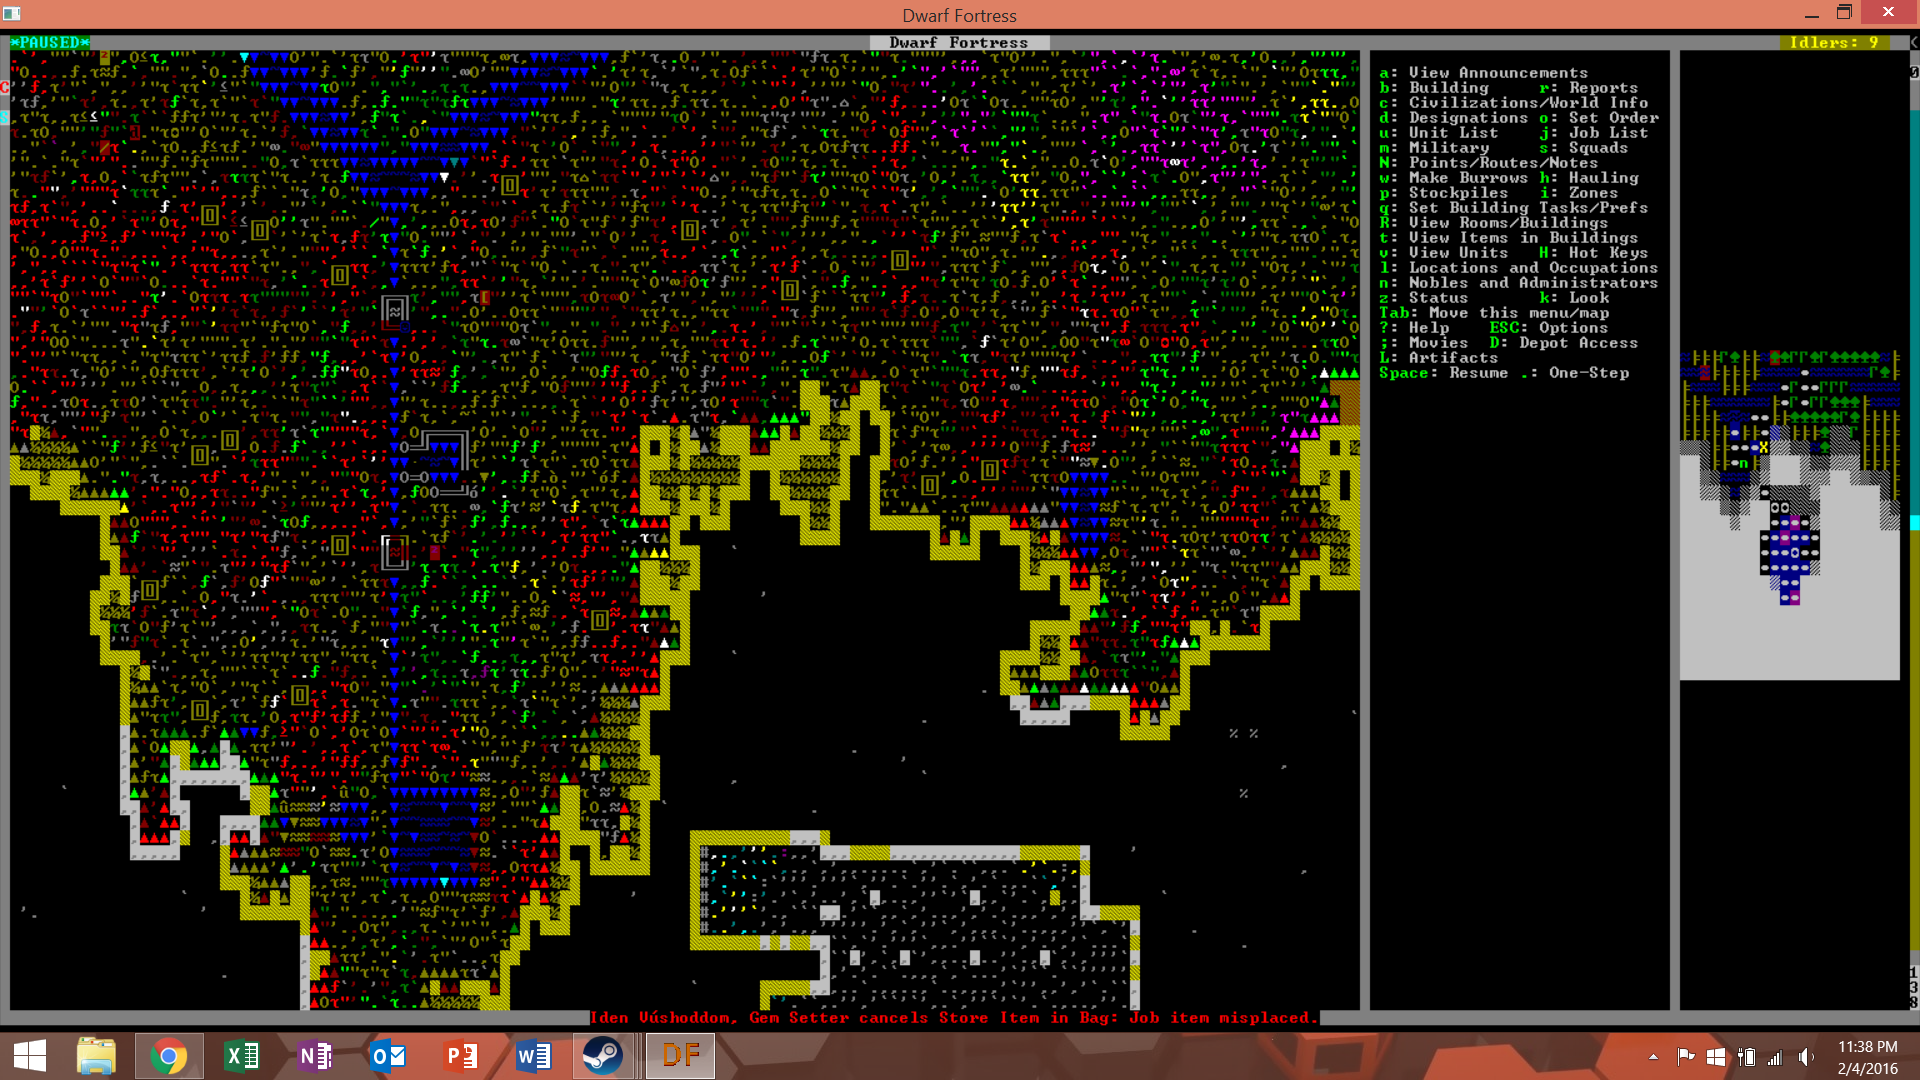 Dwarf Fortress
*PAUSED*
Dwarf Fortress
Idlers: 9
a: View Announcements
b: Building r: Reports
c: Civilizations/World Info
d: Designations o: Set Order
u: Unit List j: Job List
m: Military s: Squads
N: Points/Routes/Notes
w: Make Burrows h: Hauling
p: Stockpiles i: Zones
q: Set Building Tasks/Prefs
R: View Rooms/Buildings
t: View Items in Buildings
v: View Units H: Hot Keys
l: Locations and Occupations
n: Nobles and Administrators
z: Status k: Look
Tab: Move this menu/map
?: Help ESC: Options
;: Movies D: Depot Access
L: Artifacts
Space: Resume .: One-Step
Iden Vúshoddom, Gem Setter cancels Store Item in Bag: Job item misplaced.
DF
11:38 PM
2/4/2016